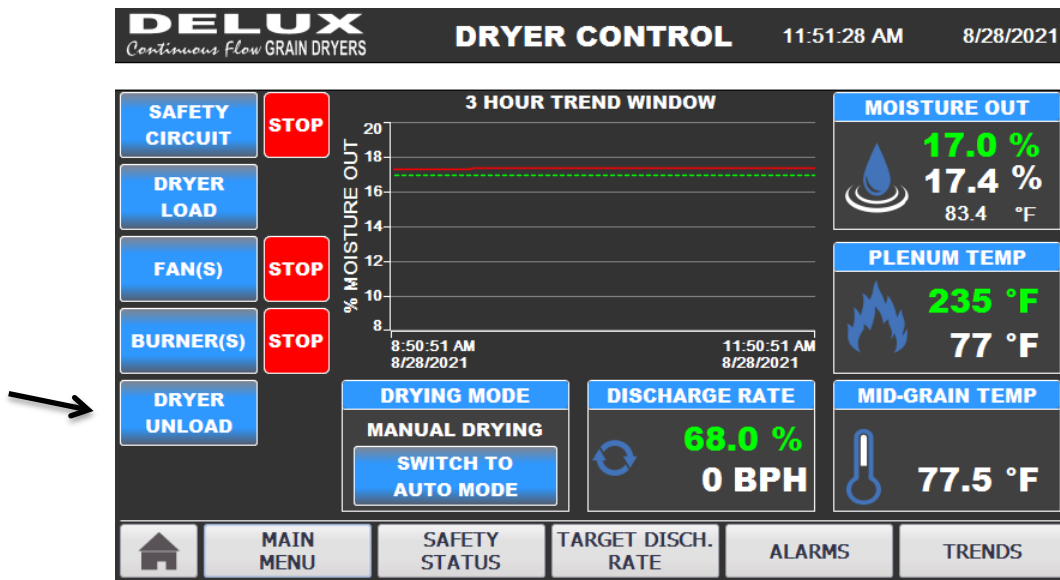 DELUX
Continuous Flow GRAIN DRYERS
DRYER CONTROL
11:51:28 AM
8/28/2021
SAFETY
CIRCUIT
STOP
DRYER
LOAD
FAN(S)
STOP
BURNER(S)
STOP
DRYER
UNLOAD
3 HOUR TREND WINDOW
% MOISTURE OUT
20
18
16
14
12
10
8
8:50:51 AM
8/28/2021
11:50:51 AM
8/28/2021
MOISTURE OUT
17.0 %
17.4 %
83.4 °F
PLENUM TEMP
235 °F
77 °F
DRYING MODE
MANUAL DRYING
SWITCH TO
AUTO MODE
DISCHARGE RATE
68.0 %
0 BPH
MID-GRAIN TEMP
77.5 °F
MAIN
MENU
SAFETY
STATUS
TARGET DISCH.
RATE
ALARMS
TRENDS